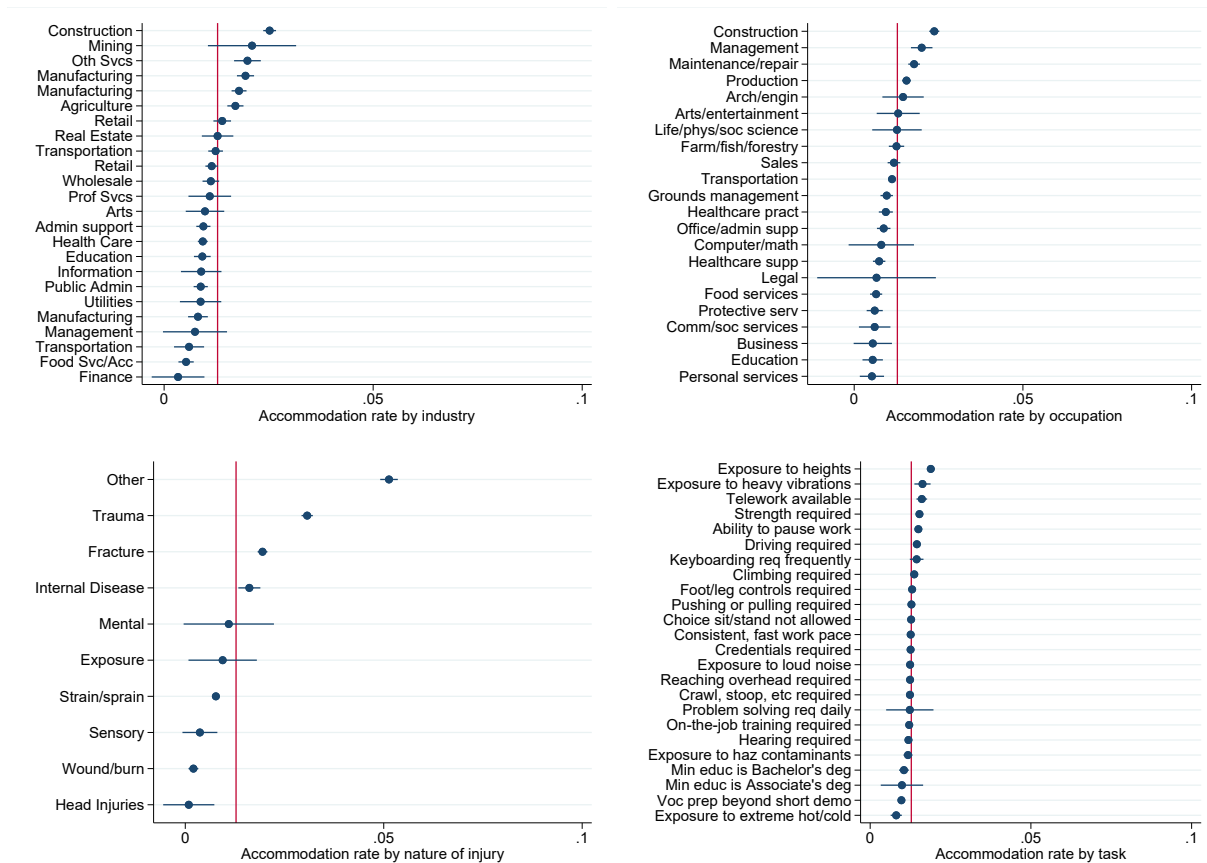 Construction
Mining
Oth Svcs
Manufacturing
Manufacturing
Agriculture
Retail
Real Estate
Transportation
Retail
Wholesale
Prof Svcs
Arts
Admin support
Health Care
Education
Information
Public Admin
Utilities
Manufacturing
Management
Transportation
Food Svc/Acc
Finance
0 .05 .1
Accommodation rate by industry
Construction
Management
Maintenance/repair
Production
Arch/engin
Arts/entertainment
Life/phys/soc science
Farm/fish/forestry
Sales
Transportation
Grounds management
Healthcare pract
Office/admin supp
Computer/math
Healthcare supp
Legal
Food services
Protective serv
Comm/soc services
Business
Education
Personal services
0 .05 .1
Accommodation rate by occupation
Other
Trauma
Fracture
Internal Disease
Mental
Exposure
Strain/sprain
Sensory
Wound/burn
Head Injuries
0 .05 .1
Accommodation rate by nature of injury
Exposure to heights
Exposure to heavy vibrations
Telework available
Strength required
Ability to pause work
Driving required
Keyboarding req frequently
Climbing required
Foot/leg controls required
Pushing or pulling required
Choice sit/stand not allowed
Consistent, fast work pace
Credentials required
Exposure to loud noise
Reaching overhead required
Crawl, stoop, etc required
Problem solving req daily
On-the-job training required
Hearing required
Exposure to haz contaminants
Min educ is Bachelor's deg
Min educ is Associate's deg
Voc prep beyond short demo
Exposure to extreme hot/cold
0 .05 .1
Accommodation rate by task